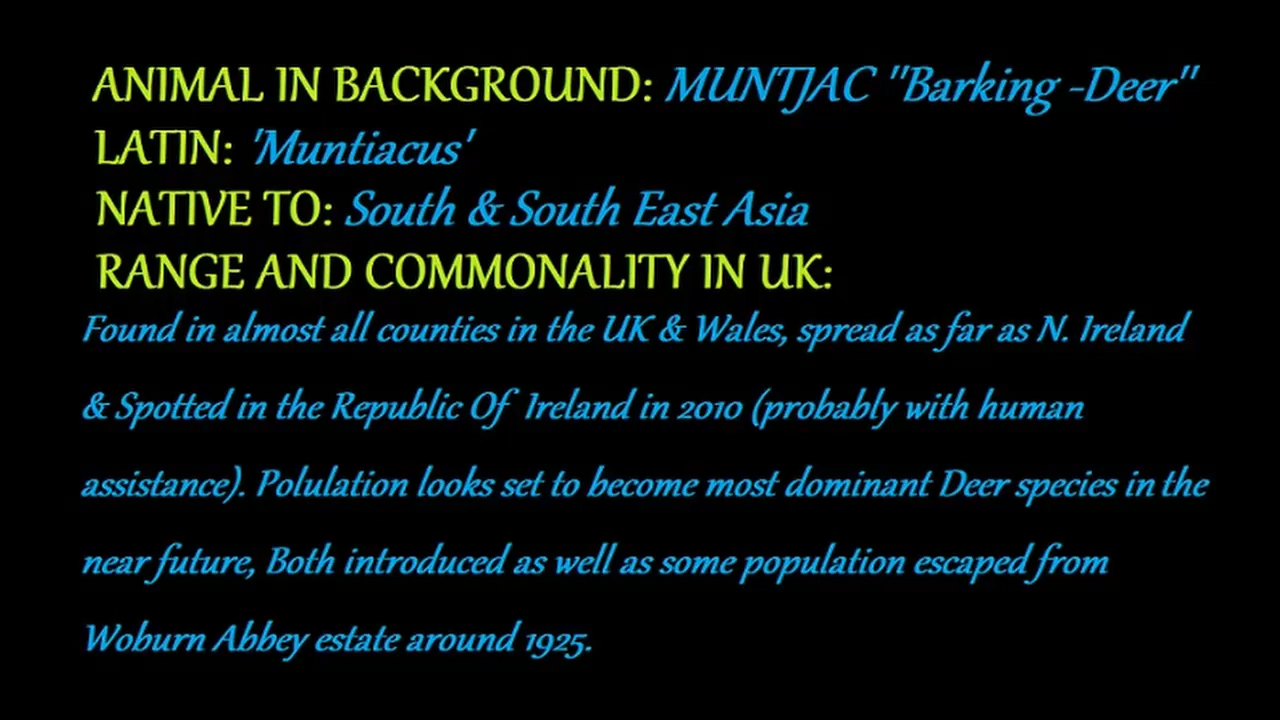 ANIMAL IN BACKGROUND: MUNTJAC "Barking -Deer"
LATIN: 'Muntiacus'
NATIVE TO: South & South East Asia
RANGE AND COMMONALITY IN UK:
Found in almost all counties in the UK & Wales, spread as far as N. Ireland
& Spotted in the Republic Of Ireland in 2010 (probably with human
assistance). Polulation looks set to become most dominant Deer species in the
near future, Both introduced as well as some population escaped from
Woburn Abbey estate around 1925.